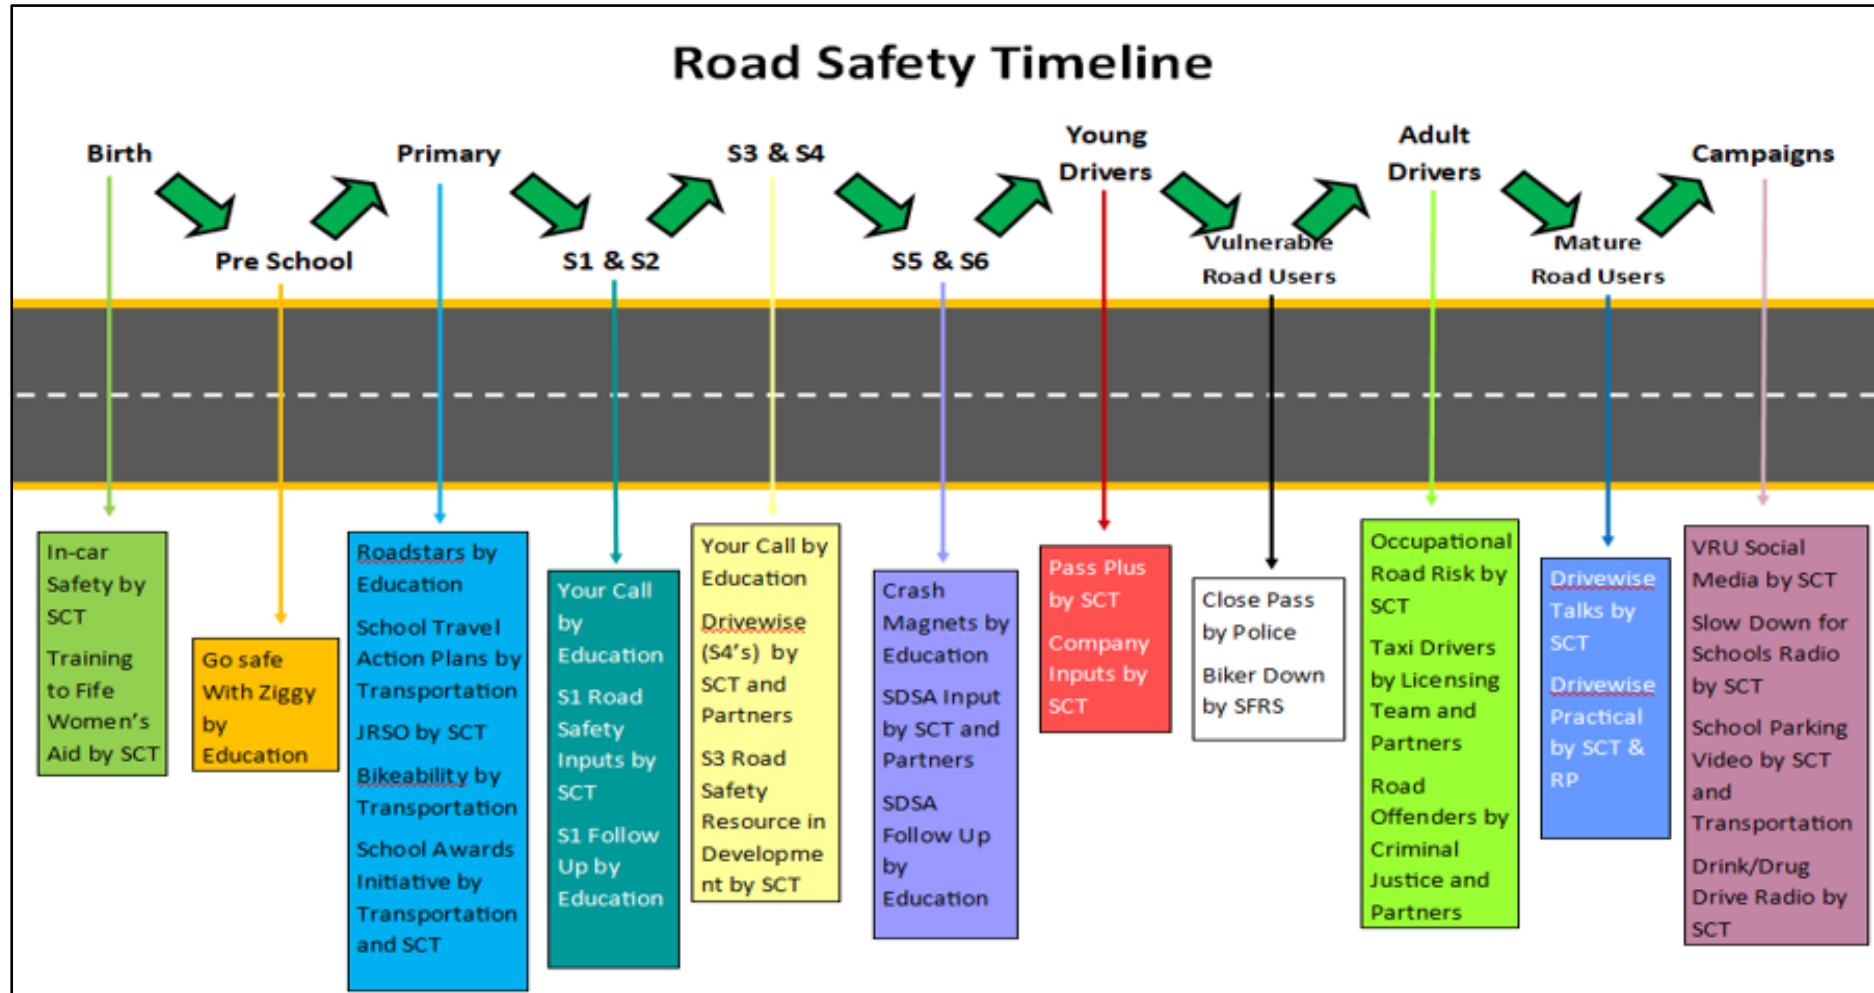 Road Safety Timeline
Birth
Pre School
Primary
S1 & S2
S3 & S4
S5 & S6
Young
Drivers
Vulnerable
Road Users
Adult
Drivers
Mature
Road Users
Campaigns
In-car
Safety by
SCT
Training
to Fife
Women's
Aid by SCT
Go safe
With Ziggy
by
Education
Roadstars by
Education
School Travel
Action Plans by
Transportation
JRSO by SCT
Bikeability by
Transportation
School Awards
Initiative by
Transportation
and SCT
Your Call
by
Education
S1 Road
Safety
Inputs by
SCT
S1 Follow
Up by
Education
Your Call by
Education
Drivewise
(S4's) by
SCT and
Partners
S3 Road
Safety
Resource in
Developme
nt by SCT
Crash
Magnets by
Education
SDSA Input
by SCT and
Partners
SDSA
Follow Up
by
Education
Pass Plus
by SCT
Company
Inputs by
SCT
Close Pass
by Police
Biker Down
by SFRS
Occupational
Road Risk by
SCT
Taxi Drivers
by Licensing
Team and
Partners
Road
Offenders by
Criminal
Justice and
Partners
Drivewise
Talks by
SCT
Drivewise
Practical
by SCT &
RP
VRU Social
Media by SCT
Slow Down for
Schools Radio
by SCT
School Parking
Video by SCT
and
Transportation
Drink/Drug
Drive Radio by
SCT